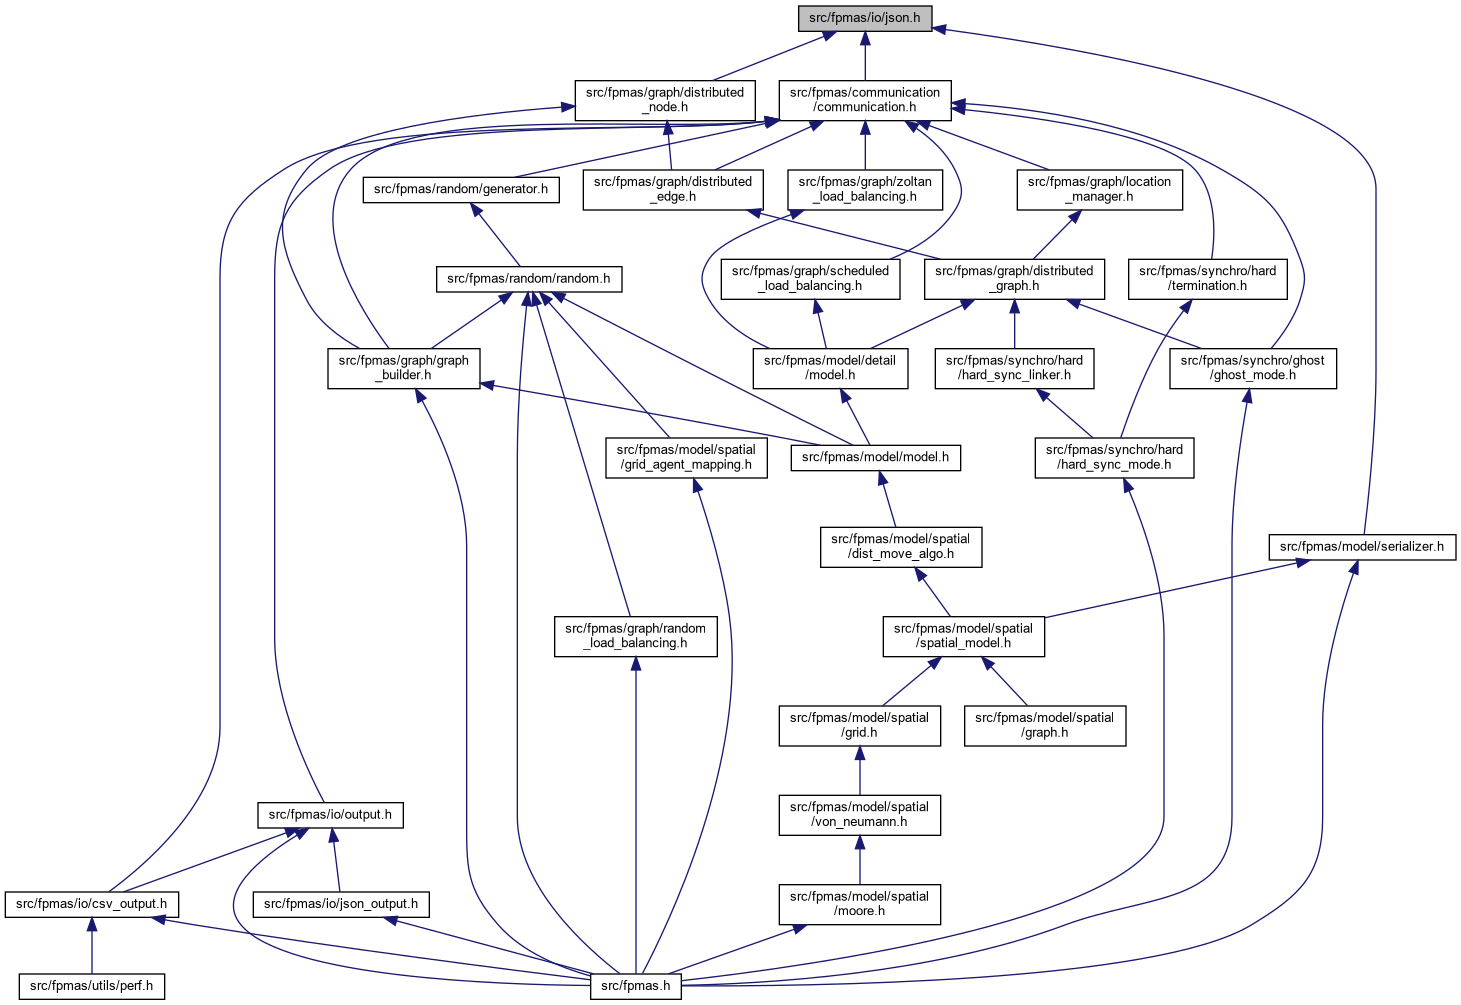 src/fpmas/io/json.h
src/fpmas/graph/distributed
_node.h
src/fpmas/communication
/communication.h
src/fpmas/random/generator.h
src/fpmas/graph/distributed
_edge.h
src/fpmas/graph/zoltan
_load_balancing.h
src/fpmas/graph/location
_manager.h
src/fpmas/random/random.h
src/fpmas/graph/scheduled
_load_balancing.h
src/fpmas/graph/distributed
_graph.h
src/fpmas/synchro/hard
/termination.h
src/fpmas/graph/graph
_builder.h
src/fpmas/model/detail
/model.h
src/fpmas/synchro/hard
/hard_sync_linker.h
src/fpmas/synchro/ghost
/ghost_mode.h
src/fpmas/model/spatial
/grid_agent_mapping.h
src/fpmas/model/model.h
src/fpmas/synchro/hard
/hard_sync_mode.h
src/fpmas/model/spatial
/dist_move_algo.h
src/fpmas/model/serializer.h
src/fpmas/graph/random
_load_balancing.h
src/fpmas/model/spatial
/spatial_model.h
src/fpmas/model/spatial
/grid.h
src/fpmas/model/spatial
/graph.h
src/fpmas/io/output.h
src/fpmas/model/spatial
/von_neumann.h
src/fpmas/io/csv_output.h
src/fpmas/io/json_output.h
src/fpmas/model/spatial
/moore.h
src/fpmas/utils/perf.h
src/fpmas.h